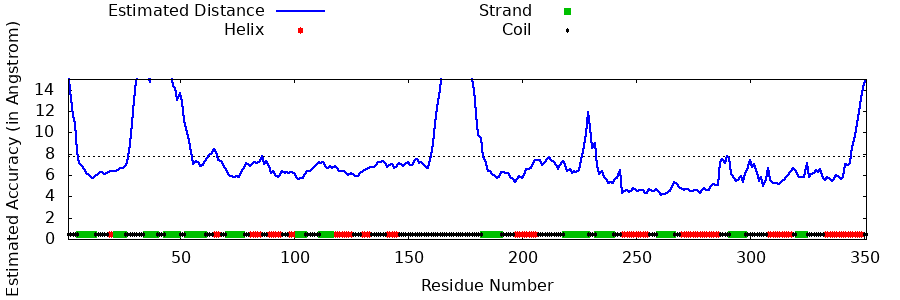 Estimated Distance
Strand
Helix
Coil
Estimated Accuracy (in Angstrom)
14
12
10
8
6
4
2
0
50
100
150
200
250
300
350
Residue Number